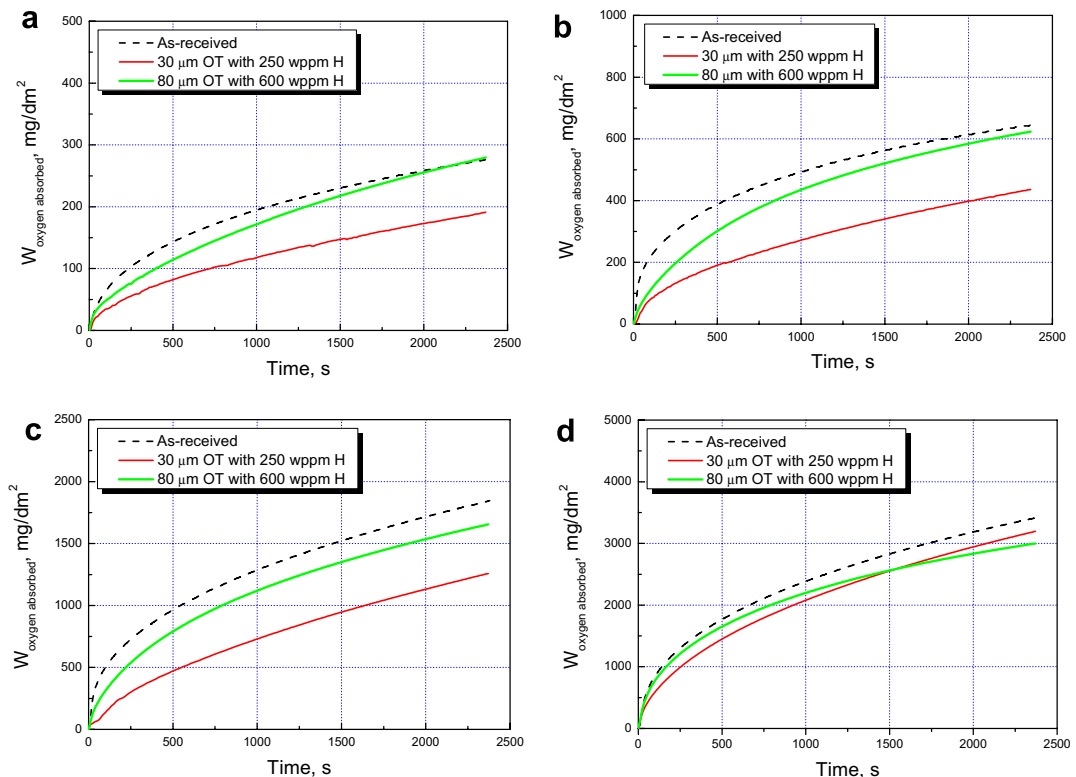 a
500
400
300
200
100
0
0
500
1000
1500
2000
2500
As-received
30 μm OT with 250 wppm H
80 μm OT with 600 wppm H
W oxygen absorbed, mg/dm²
Time, s
b
1000
800
600
400
200
0
0
500
1000
1500
2000
2500
As-received
30 μm OT with 250 wppm H
80 μm with 600 wppm H
W oxygen absorbed, mg/dm²
Time, s
c
2500
2000
1750
1500
1000
500
0
0
500
1000
1500
2000
2500
As-received
30 μm OT with 250 wppm H
80 μm OT with 600 wppm H
W oxygen absorbed, mg/dm²
Time, s
d
5000
4000
3000
2000
1000
0
0
500
1000
1500
2000
2500
As-received
30 μm OT with 250 wppm H
80 μm OT with 600 wppm H
W oxygen absorbed, mg/dm²
Time, s